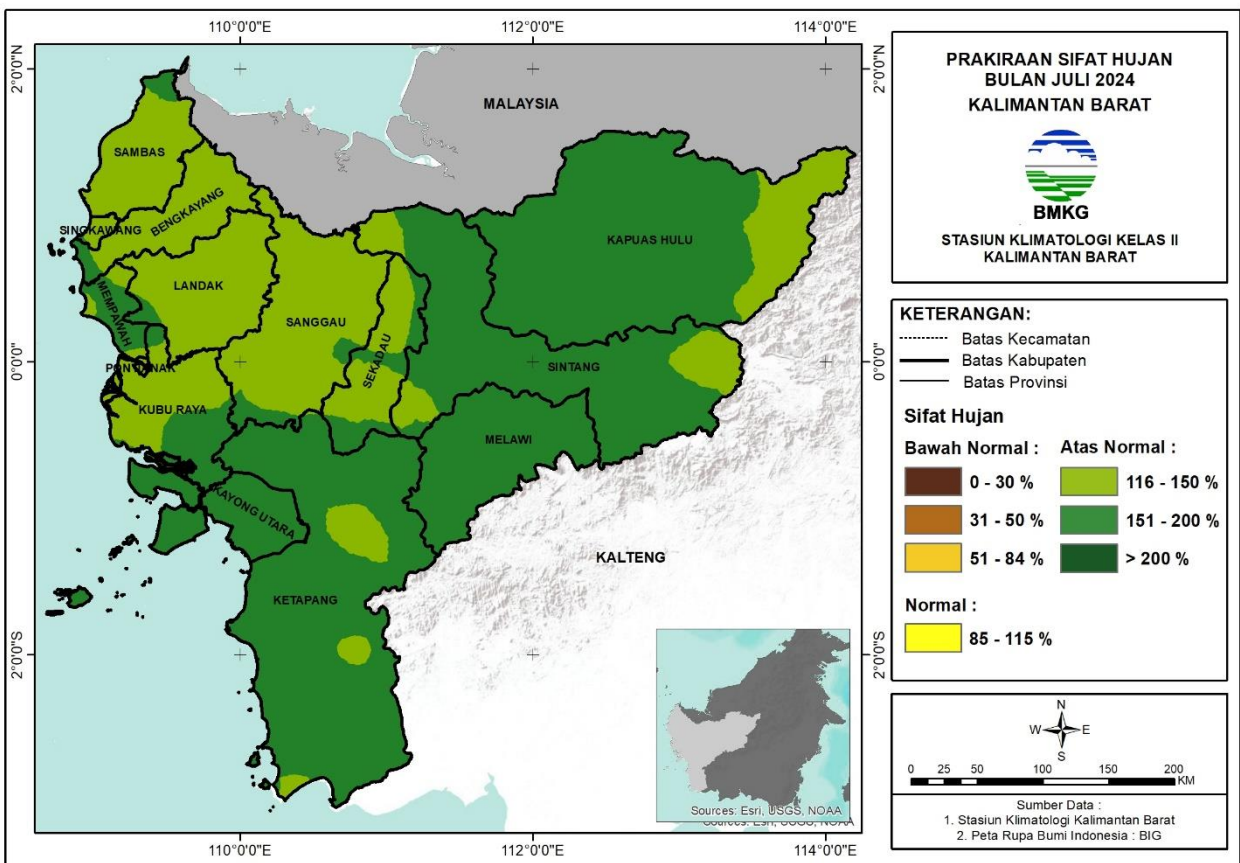 110°0'0"E
112°0'0"E
114°0'0"E
2°0'0"N
2°0'0"N
0°0'0"
0°0'0"
2°0'0"S
2°0'0"S
110°0'0"E
112°0'0"E
114°0'0"E
MALAYSIA
SAMBAS
BENGKAYANG
SINGKAWANG
KAPUAS HULU
LANDAK
MEMPAWAH
SANGGAU
SEKADAU
SINTANG
PONTIANAK
KUBU RAYA
MELAWI
KAYONG UTARA
KALTENG
KETAPANG
Sources: Esri, USGS, NOAA
Sources: Esri, USGS, NOAA
PRAKIRAAN SIFAT HUJAN
BULAN JULI 2024
KALIMANTAN BARAT
BMKG
STASIUN KLIMATOLOGI KELAS II
KALIMANTAN BARAT
KETERANGAN:
Batas Kecamatan
Batas Kabupaten
Batas Provinsi
Sifat Hujan
Bawah Normal : Atas Normal :
0 - 30 % 116 - 150 %
31 - 50 % 151 - 200 %
51 - 84 % > 200 %
Normal :
85 - 115 %
N
W E
S
0 25 50 100 150 200
KM
Sumber Data :
1. Stasiun Klimatologi Kalimantan Barat
2. Peta Rupa Bumi Indonesia : BIG